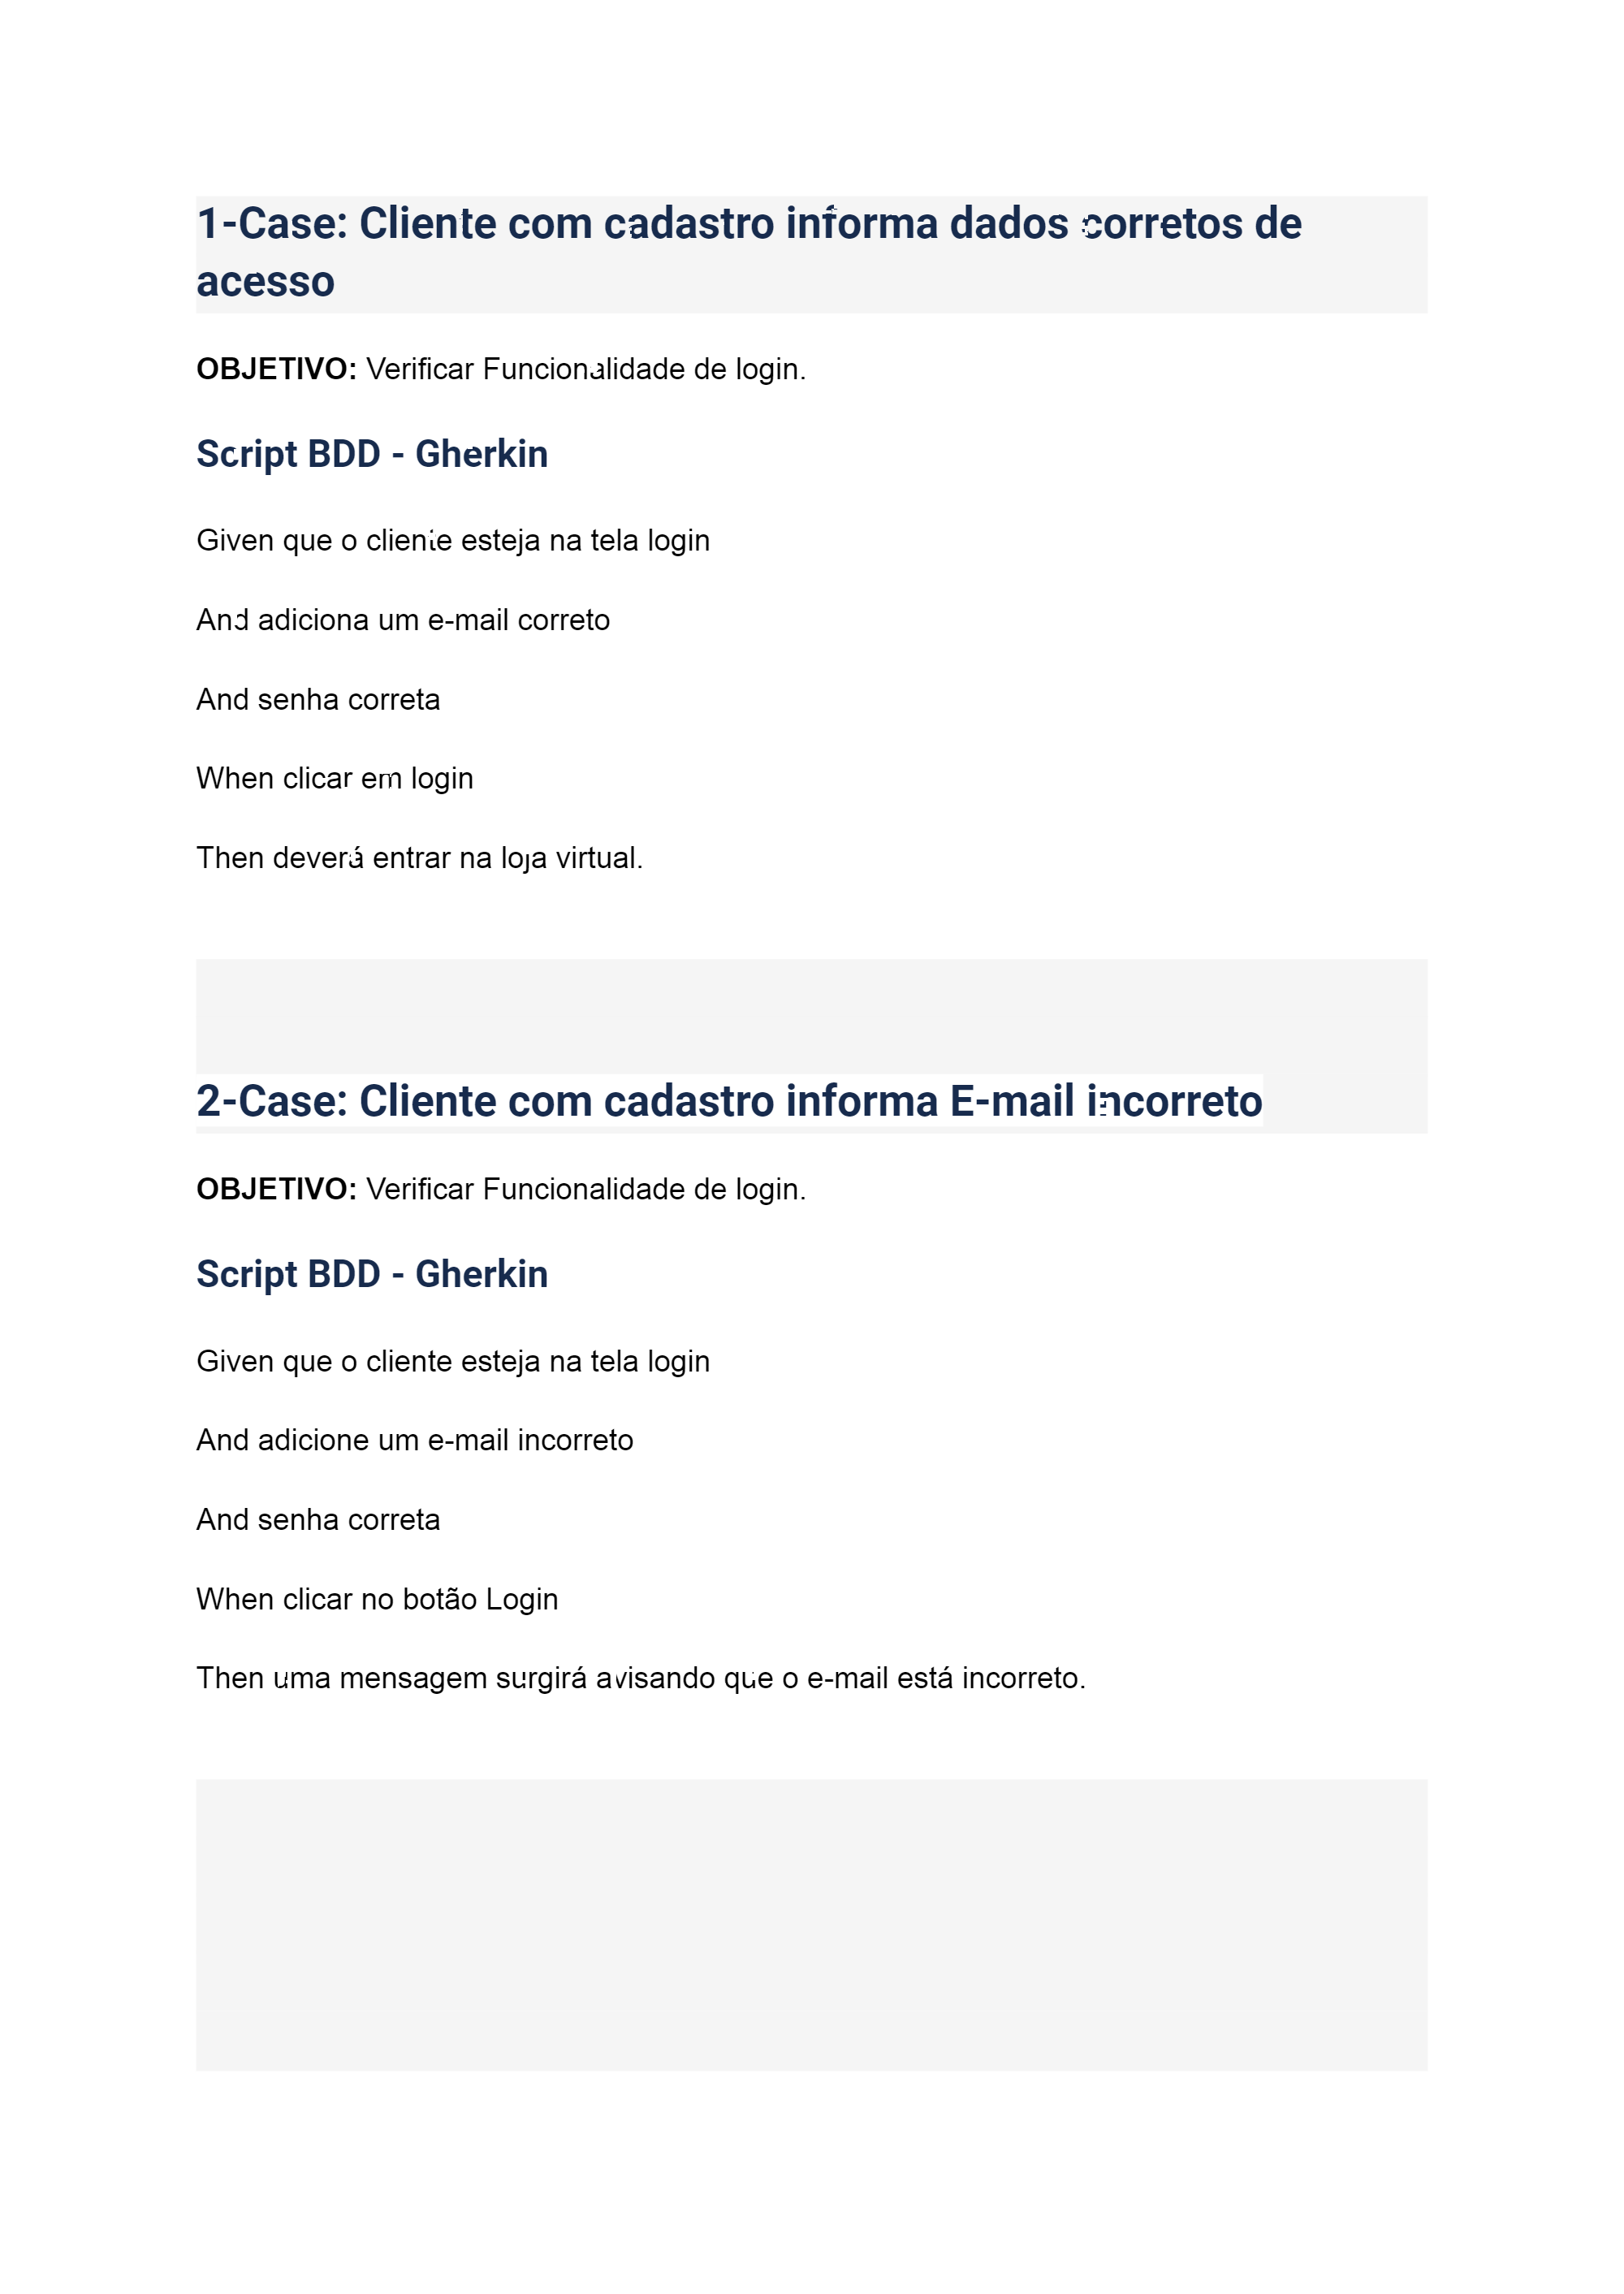 1-Case: Cliente com cadastro informa dados corretos de
acesso
OBJETIVO: Verificar Funcionalidade de login.
Script BDD - Gherkin
Given que o cliente esteja na tela login
And adiciona um e-mail correto
And senha correta
When clicar em login
Then deverá entrar na loja virtual.
2-Case: Cliente com cadastro informa E-mail incorreto
OBJETIVO: Verificar Funcionalidade de login.
Script BDD - Gherkin
Given que o cliente esteja na tela login
And adicione um e-mail incorreto
And senha correta
When clicar no botão Login
Then uma mensagem surgirá avisando que o e-mail está incorreto.